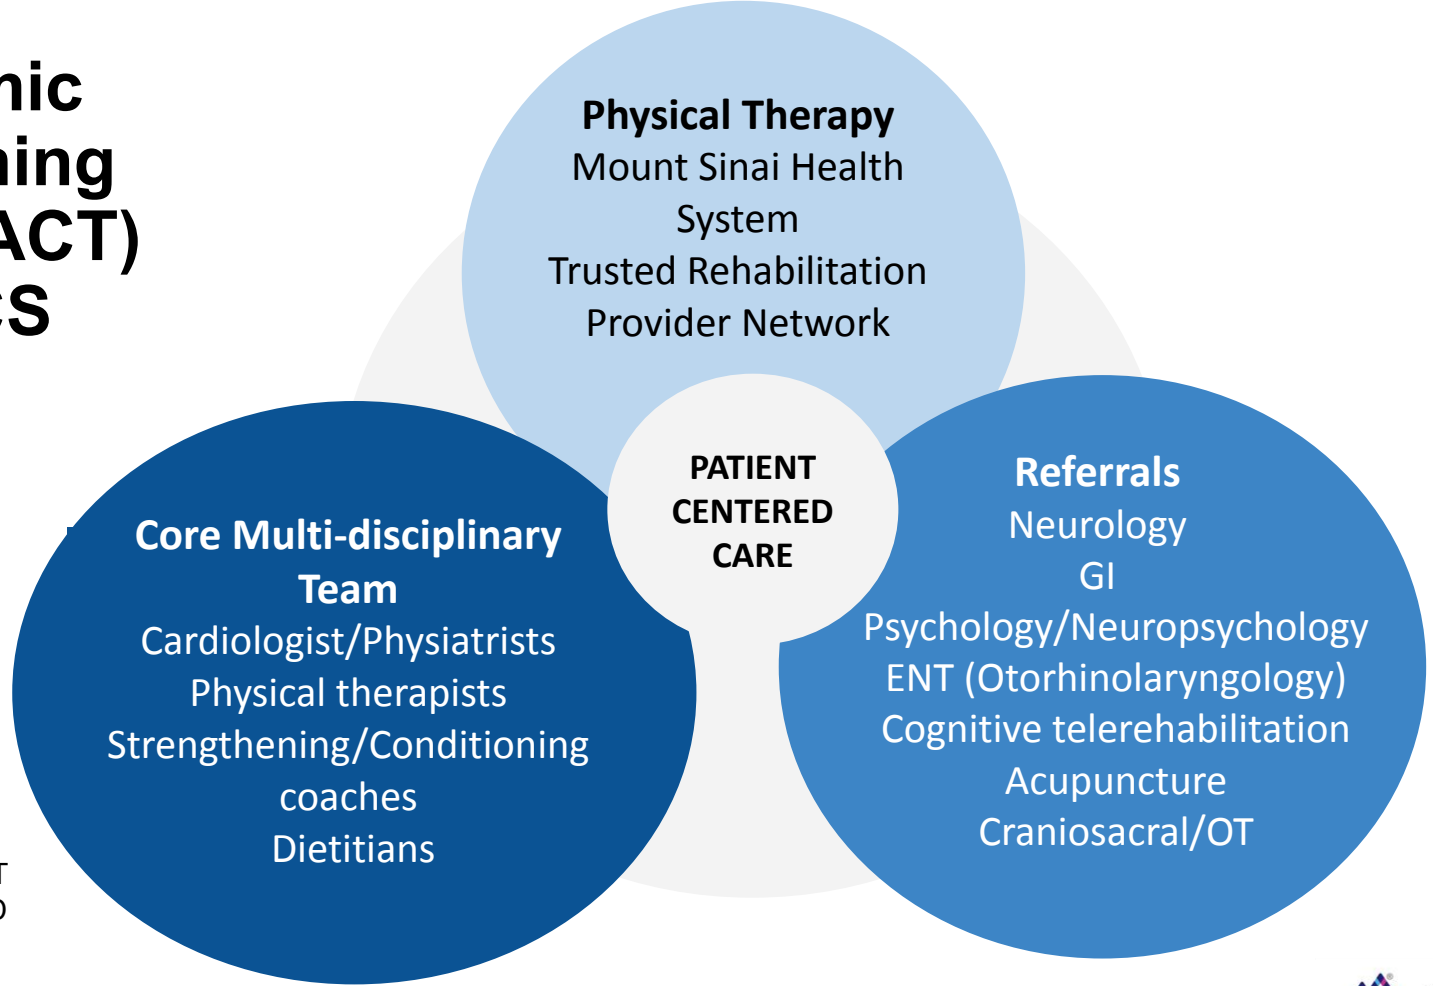 nic
ning
ACT)
CS
Physical Therapy
Mount Sinai Health
System
Trusted Rehabilitation
Provider Network
PATIENT
CENTERED
CARE
Core Multi-disciplinary
Team
Cardiologist/Physiatrists
Physical therapists
Strengthening/Conditioning
coaches
Dietitians
Referrals
Neurology
GI
Psychology/Neuropsychology
ENT (Otorhinolaryngology)
Cognitive telerehabilitation
Acupuncture
Craniosacral/OT
T